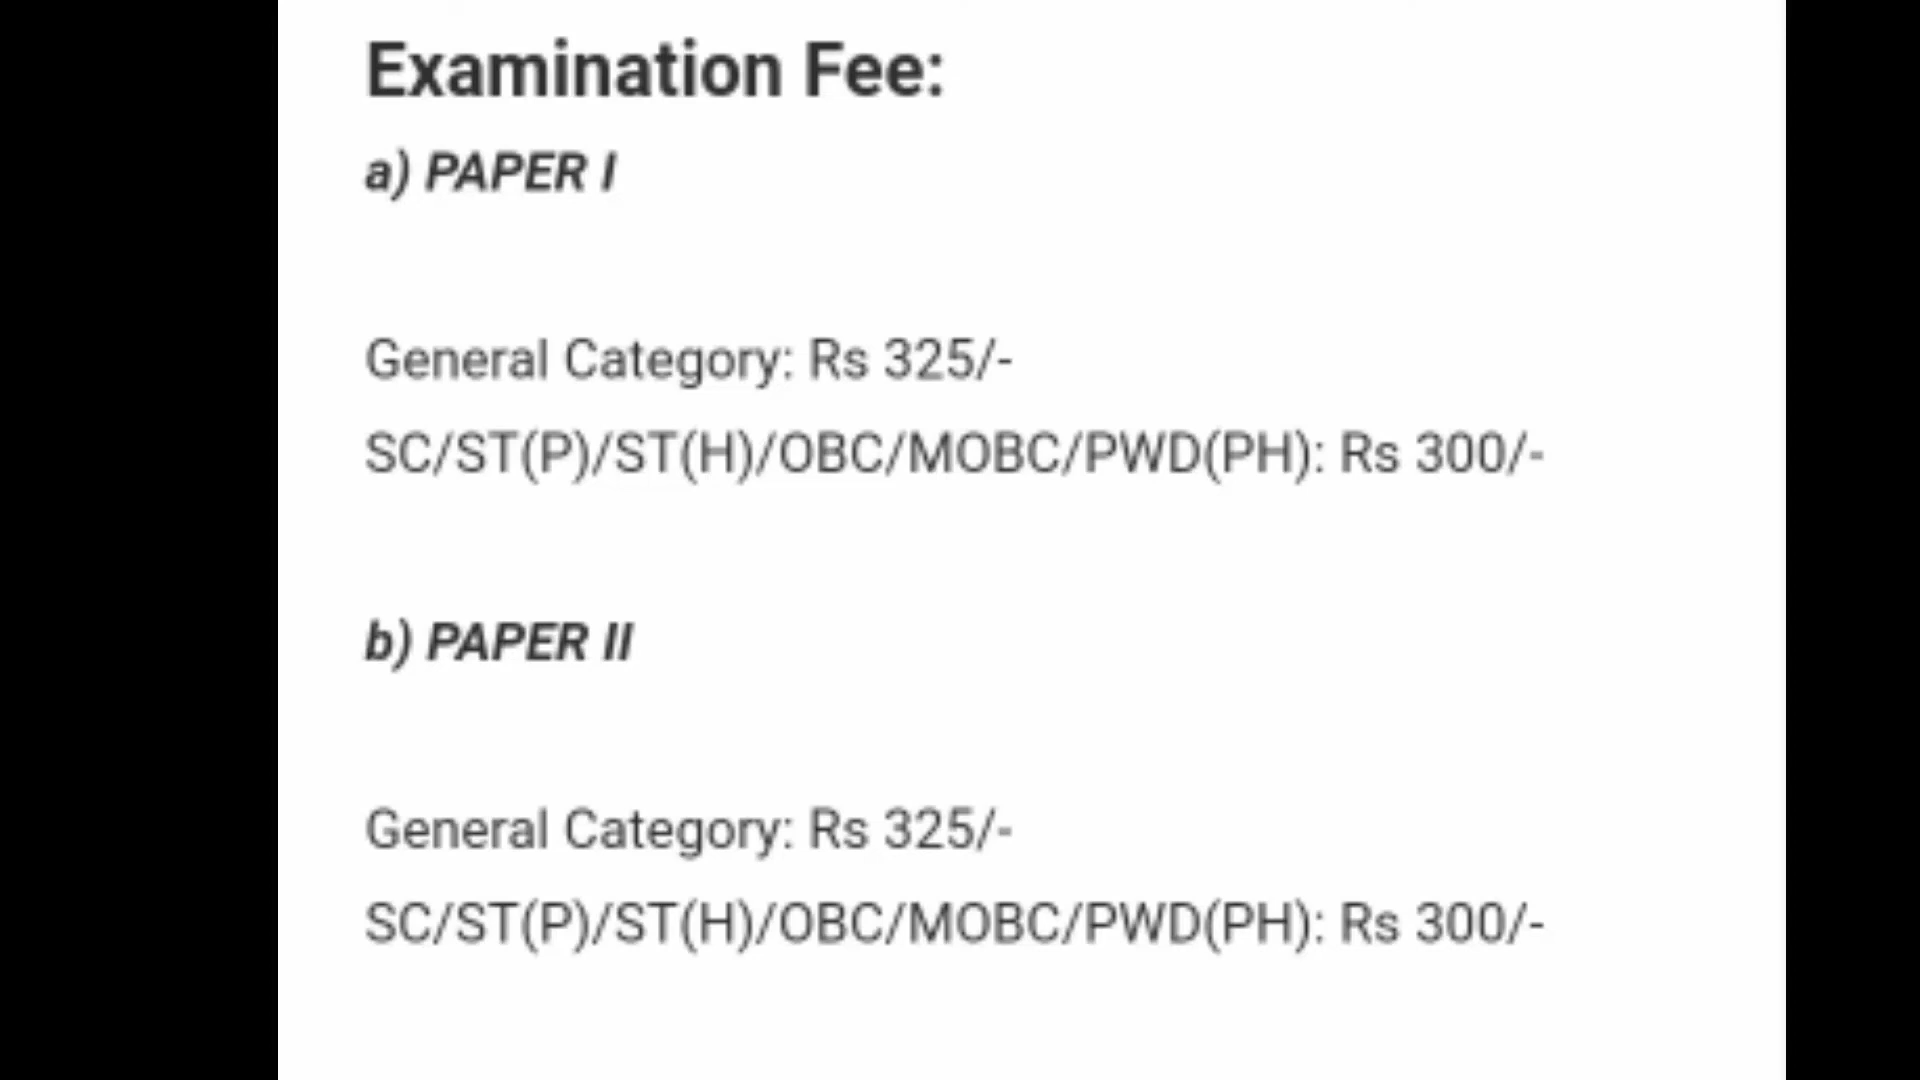 Examination Fee:
a) PAPER I
General Category: Rs 325/-
SC/ST(P)/ST(H)/OBC/MOBC/PWD(PH): Rs 300/-
b) PAPER II
General Category: Rs 325/-
SC/ST(P)/ST(H)/OBC/MOBC/PWD(PH): Rs 300/-